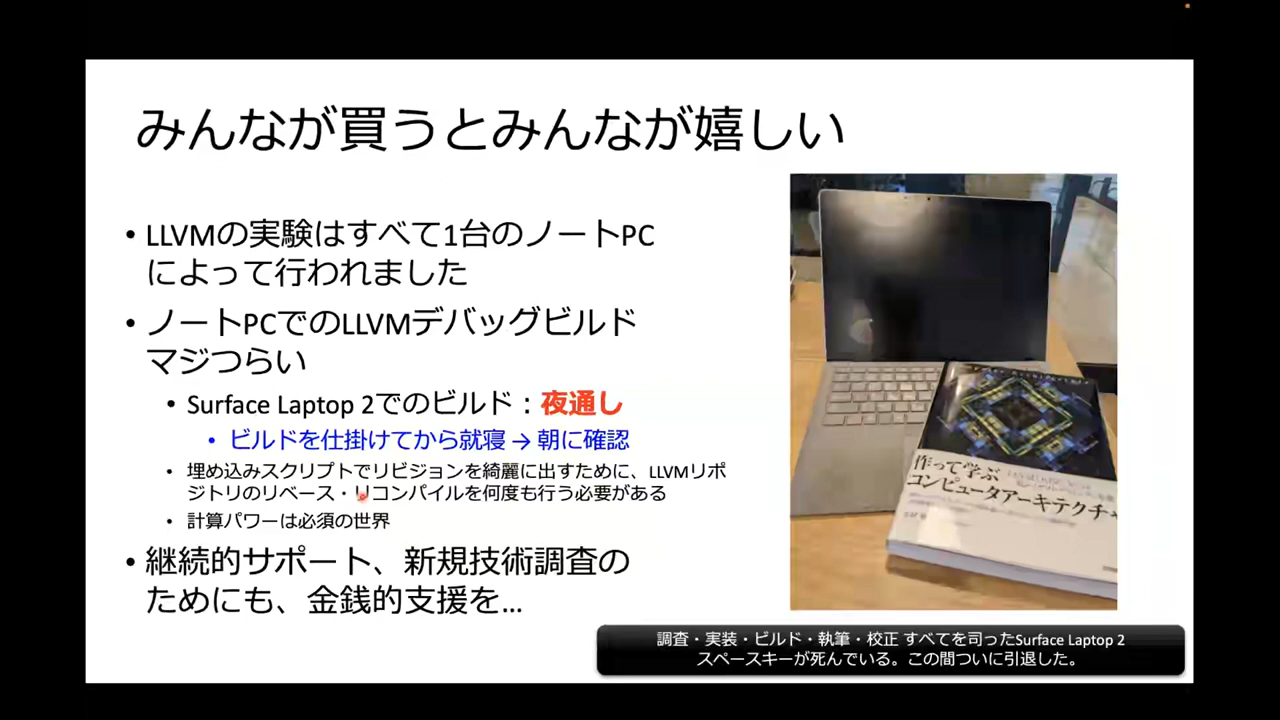 みんなが買うとみんなが嬉しい
• LLVMの実験はすべて1台のノートPC
によって行われました
• ノートPCでのLLVMデバッグビルド
マジつらい
• Surface Laptop 2でのビルド：夜通し
• ビルドを仕掛けてから就寝 → 朝に確認
• 埋め込みスクリプトでリビジョンを綺麗に出すために、LLVMリポ
ジトリのリベース・リコンパイルを何度も行う必要がある
• 計算パワーは必須の世界
• 継続的サポート、新規技術調査の
ためにも、金銭的支援を…
作って学ぶ
コンピュータアーキテクチャ
調査・実装・ビルド・執筆・校正 すべてを司ったSurface Laptop 2
スペースキーが死んでいる。この間ついに引退した。